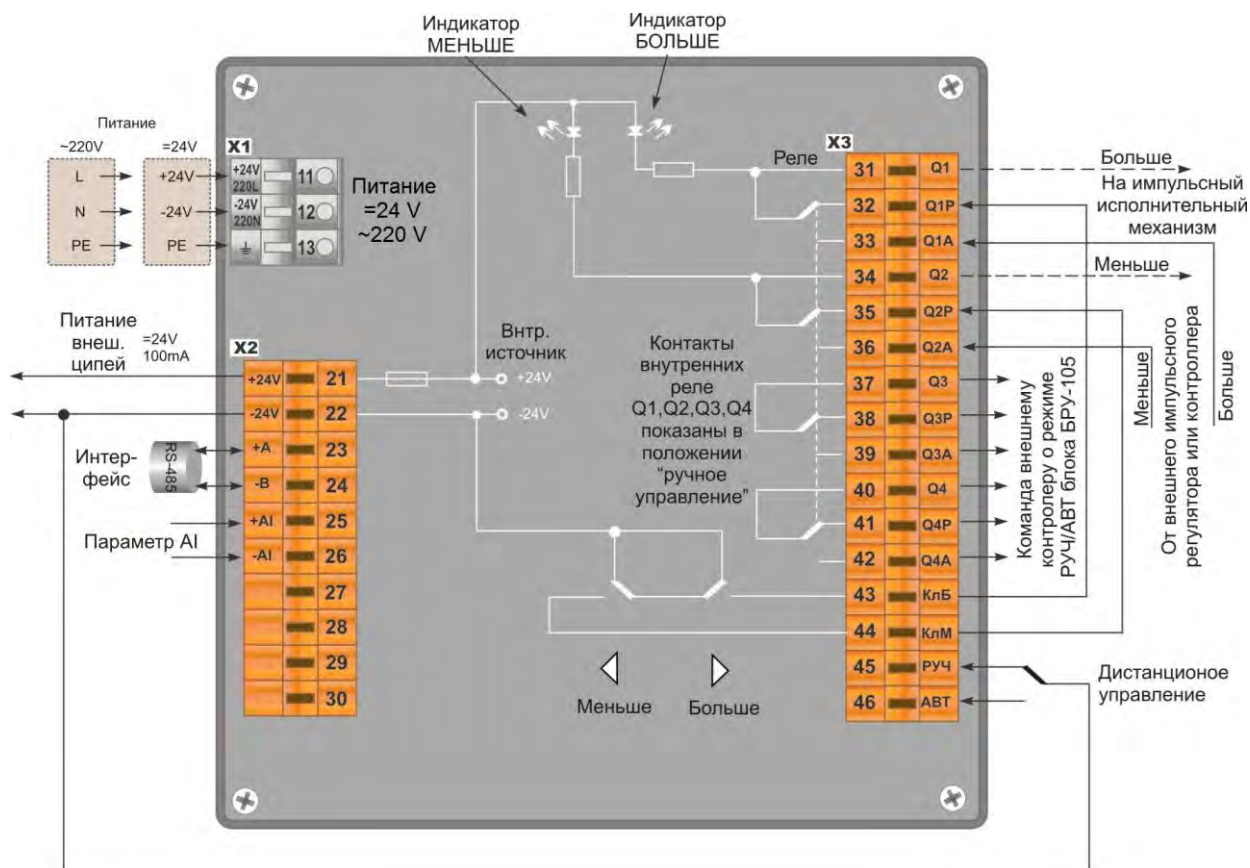 Индикатор
МЕНЬШЕ
Индикатор
БОЛЬШЕ
Питание
~220V
=24V
L
+24V
N
-24V
PE
PE
X1
+24V
220L
11
-24V
220N
12
13
Питание
=24 V
~220 V
Питание
внеш.
ципей
=24V
100mA
X2
+24V
21
-24V
22
+A
23
-B
24
+AI
25
-AI
26
27
28
29
30
Интер-
фейс
RS-485
Параметр AI
Внтр.
источник
+24V
-24V
Реле
Контакты
внутренних
реле
Q1,Q2,Q3,Q4
показаны в
положении
"ручное
управление"
Меньше
Больше
X3
31
Q1
32
Q1P
33
Q1A
34
Q2
35
Q2P
36
Q2A
37
Q3
38
Q3P
39
Q3A
40
Q4
41
Q4P
42
Q4A
43
КлБ
44
КлМ
45
РУЧ
46
АВТ
Больше
На импульсный
исполнительный
механизм
Меньше
Команда внешнему
контролеру о режиме
РУЧ/АВТ блока БРУ-105
Меньше
От внешнего импульсного
регулятора или контроллера
Больше
Дистанционое
управление